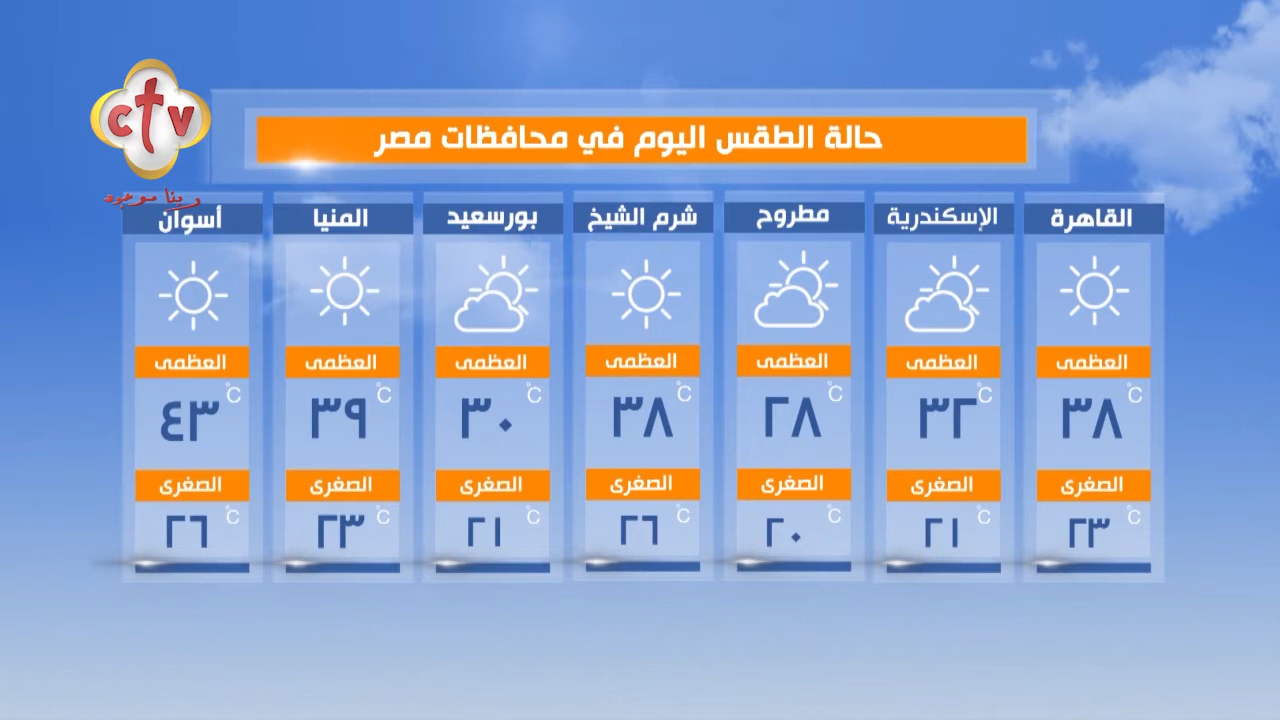 ctv
ربنا موجود
حالة الطقس اليوم في محافظات مصر
القاهرة
العظمى
٣٨ °C
الصغرى
٢٣ °C
الإسكندرية
العظمى
٣٢ °C
الصغرى
٢١ °C
مطروح
العظمى
٢٨ °C
الصغرى
٢٠ °C
شرم الشيخ
العظمى
٣٨ °C
الصغرى
٢٦ °C
بورسعيد
العظمى
٣٠ °C
الصغرى
٢١ °C
المنيا
العظمى
٣٩ °C
الصغرى
٢٣ °C
أسوان
العظمى
٤٣ °C
الصغرى
٢٦ °C